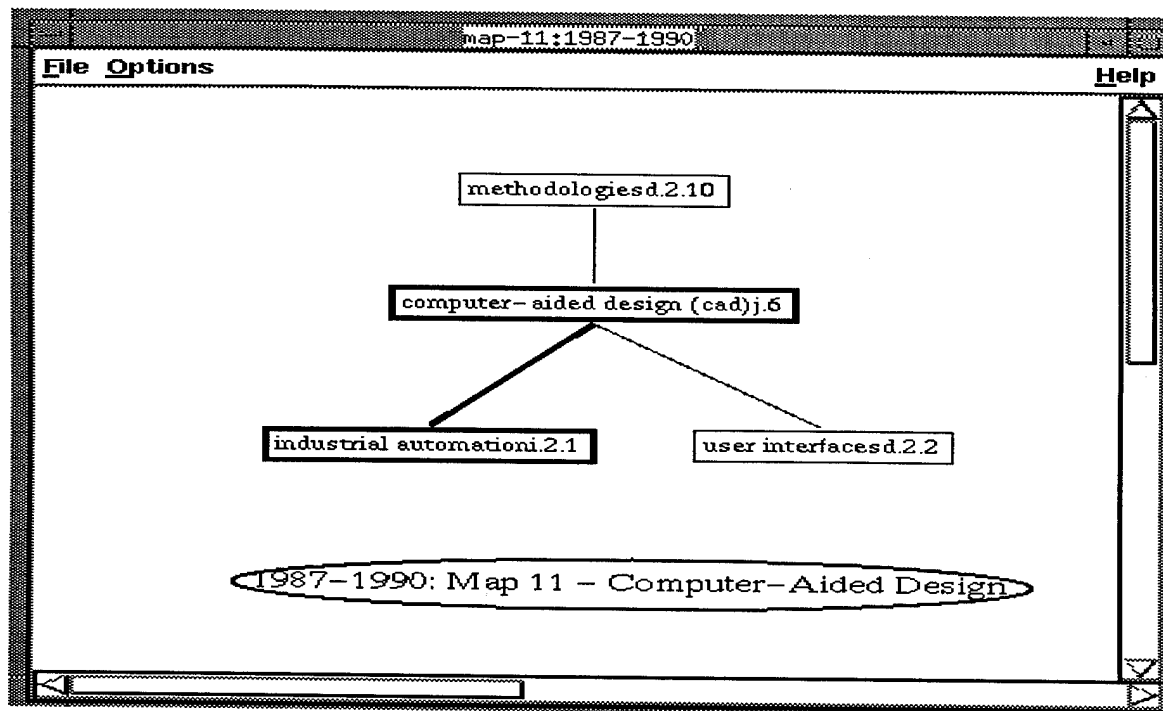 map-11:1987-1990
File Options Help
methodologiesd.2.10
computer-aided design (cad)j.6
industrial automationi.2.1 user interfacesd.2.2
1987-1990: Map 11 - Computer-Aided Design